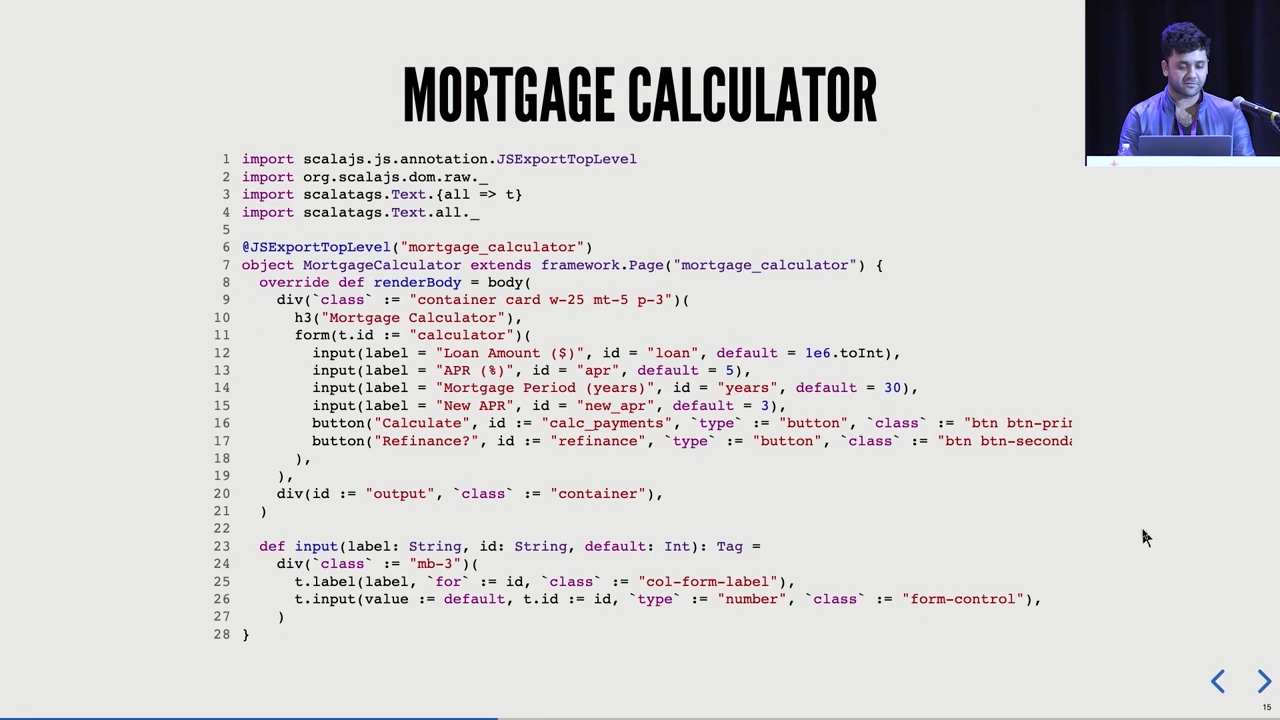 MORTGAGE CALCULATOR
1 import scalajs.js.annotation.JSExportTopLevel
2 import org.scalajs.dom.raw._
3 import scalatags.Text.{all => t}
4 import scalatags.Text.all._
5
6 @JSExportTopLevel("mortgage_calculator")
7 object MortgageCalculator extends framework.Page("mortgage_calculator") {
8   override def renderBody = body(
9     div(`class` := "container card w-25 mt-5 p-3")(
10       h3("Mortgage Calculator"),
11       form(t.id := "calculator")(
12         input(label = "Loan Amount ($)", id = "loan", default = 1e6.toInt),
13         input(label = "APR (%)", id = "apr", default = 5),
14         input(label = "Mortgage Period (years)", id = "years", default = 30),
15         input(label = "New APR", id = "new_apr", default = 3),
16         button("Calculate", id := "calc_payments", `type` := "button", `class` := "btn btn-prin
17         button("Refinance?", id := "refinance", `type` := "button", `class` := "btn btn-seconda
18       ),
19     ),
20     div(id := "output", `class` := "container"),
21   )
22
23   def input(label: String, id: String, default: Int): Tag =
24     div(`class` := "mb-3")(
25       t.label(label, `for` := id, `class` := "col-form-label"),
26       t.input(value := default, t.id := id, `type` := "number", `class` := "form-control"),
27     )
28 }
15